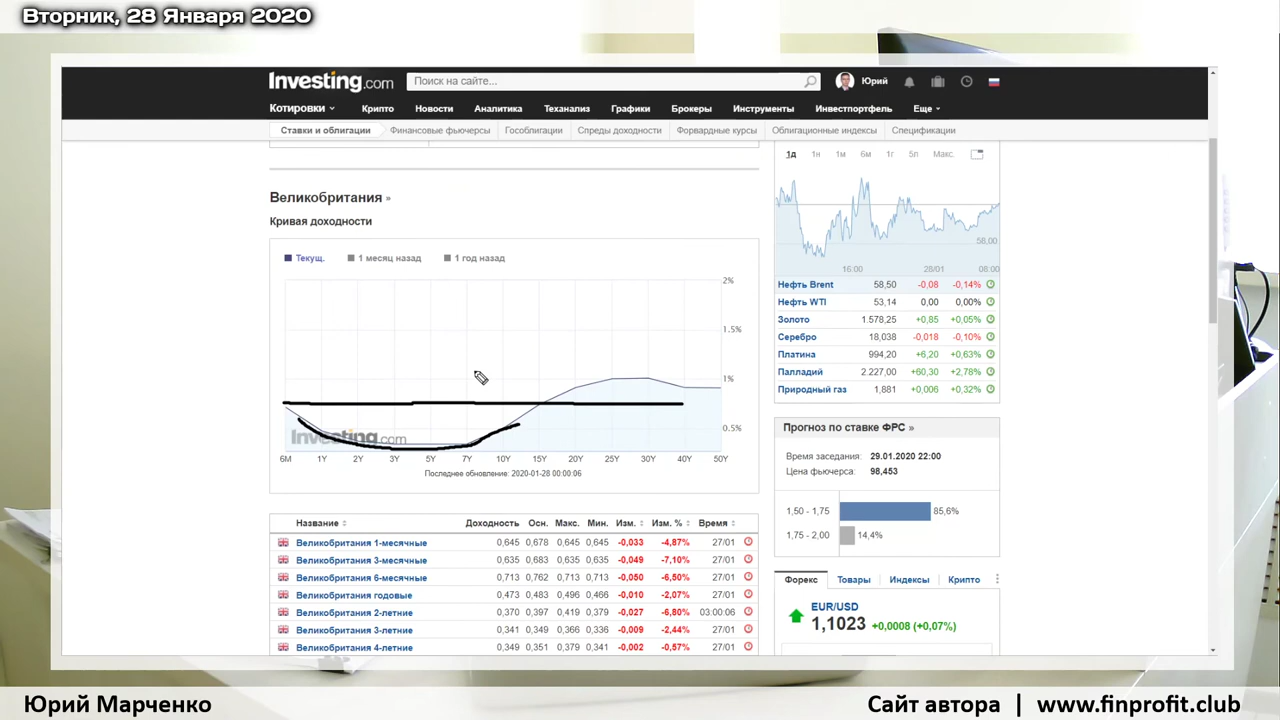 Вторник, 28 Января 2020
Investing.com
Поиск на сайте...
Юрий
Котировки Крипто Новости Аналитика Теханализ Графики Брокеры Инструменты Инвестпортфель Еще
Ставки и облигации Финансовые фьючерсы Гособлигации Спреды доходности Форвардные курсы Облигационные индексы Спецификации
Великобритания »
Кривая доходности
Текущ. 1 месяц назад 1 год назад
2%
1.5%
1%
0.5%
Investing.com
6M 1Y 2Y 3Y 5Y 7Y 10Y 15Y 20Y 25Y 30Y 40Y 50Y
Последнее обновление: 2020-01-28 00:00:06
Название Доходность Осн. Макс. Мин. Изм. Изм. % Время
Великобритания 1-месячные 0,645 0,678 0,645 0,645 -0,033 -4,87% 27/01
Великобритания 3-месячные 0,635 0,683 0,635 0,635 -0,049 -7,10% 27/01
Великобритания 6-месячные 0,713 0,762 0,713 0,713 -0,050 -6,50% 27/01
Великобритания годовые 0,473 0,483 0,496 0,466 -0,010 -2,07% 27/01
Великобритания 2-летние 0,370 0,397 0,419 0,379 -0,027 -6,80% 03:00:06
Великобритания 3-летние 0,341 0,349 0,366 0,336 -0,009 -2,44% 27/01
Великобритания 4-летние 0,349 0,351 0,379 0,341 -0,002 -0,57% 27/01
1д 1н 1м 6м 1г 5л Макс.
58,00
16:00 28/01 08:00
Нефть Brent 58,50 -0,08 -0,14%
Нефть WTI 53,14 0,00 0,00%
Золото 1.578,25 +0,85 +0,05%
Серебро 18,038 -0,018 -0,10%
Платина 994,20 +6,20 +0,63%
Палладий 2.227,00 +60,30 +2,78%
Природный газ 1,881 +0,006 +0,32%
Прогноз по ставке ФРС »
Время заседания: 29.01.2020 22:00
Цена фьючерса: 98,453
1,50 - 1,75 85,6%
1,75 - 2,00 14,4%
Форекс Товары Индексы Крипто
EUR/USD
1,1023 +0,0008 (+0,07%)
Юрий Марченко
Сайт автора | www.finprofit.club